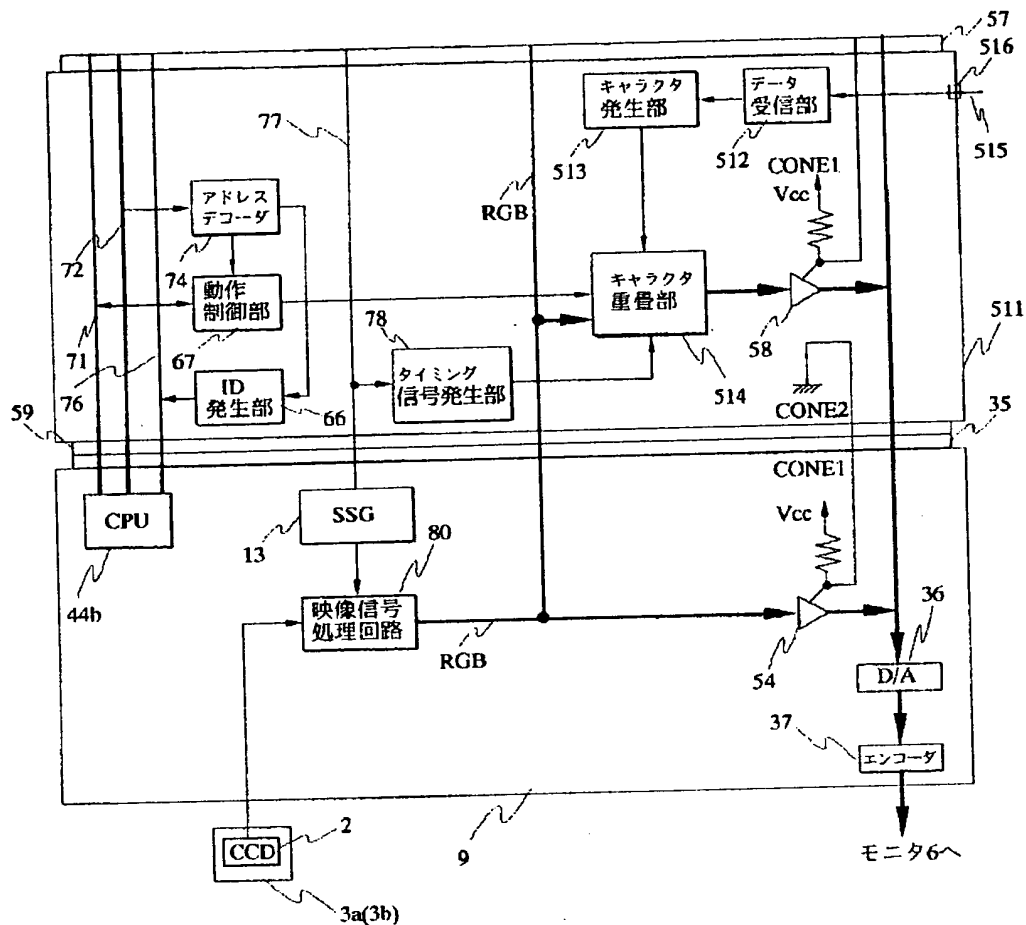 57
516
キャラクタ
発生部
データ
受信部
77
513
512
515
CONE1
Vcc
RGB
アドレス
デコーダ
72
74
キャラクタ
重畳部
動作
制御部
78
58
511
71
67
タイミング
信号発生部
514
76
ID
発生部
66
CONE2
59
35
CONE1
CPU
SSG
Vcc
13
80
44b
映像信号
処理回路
36
RGB
54
D/A
37
エンコーダ
2
CCD
9
モニタ6へ
3a(3b)